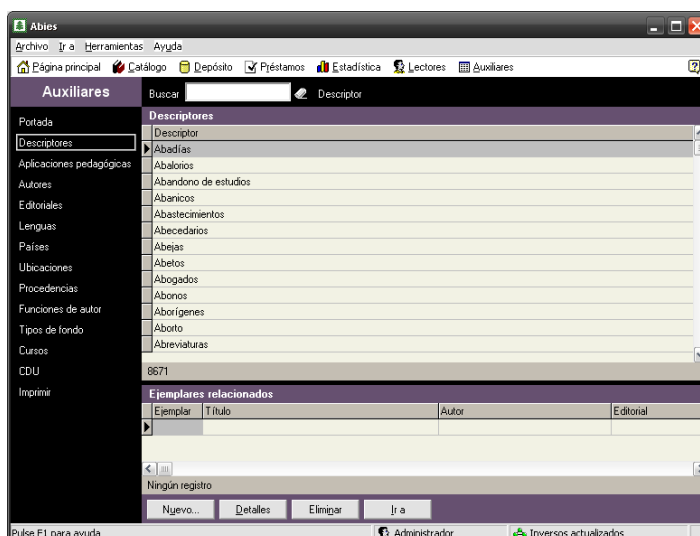 Abies
Archivo Ir a Herramientas Ayuda
Página principal Catálogo Depósito Préstamos Estadística Lectores Auxiliares
Auxiliares
Buscar Descriptor
Portada
Descriptores
Aplicaciones pedagógicas
Autores
Editoriales
Lenguas
Países
Ubicaciones
Procedencias
Funciones de autor
Tipos de fondo
Cursos
CDU
Imprimir
Descriptores
Descriptor
Abadías
Abalorios
Abandono de estudios
Abanicos
Abastecimientos
Abecedarios
Abejas
Abetos
Abogados
Abonos
Aborígenes
Aborto
Abreviaturas
8671
Ejemplares relacionados
Ejemplar Título Autor Editorial
Ningún registro
Nuevo... Detalles Eliminar Ir a
Pulse F1 para ayuda Administrador Inversos actualizados